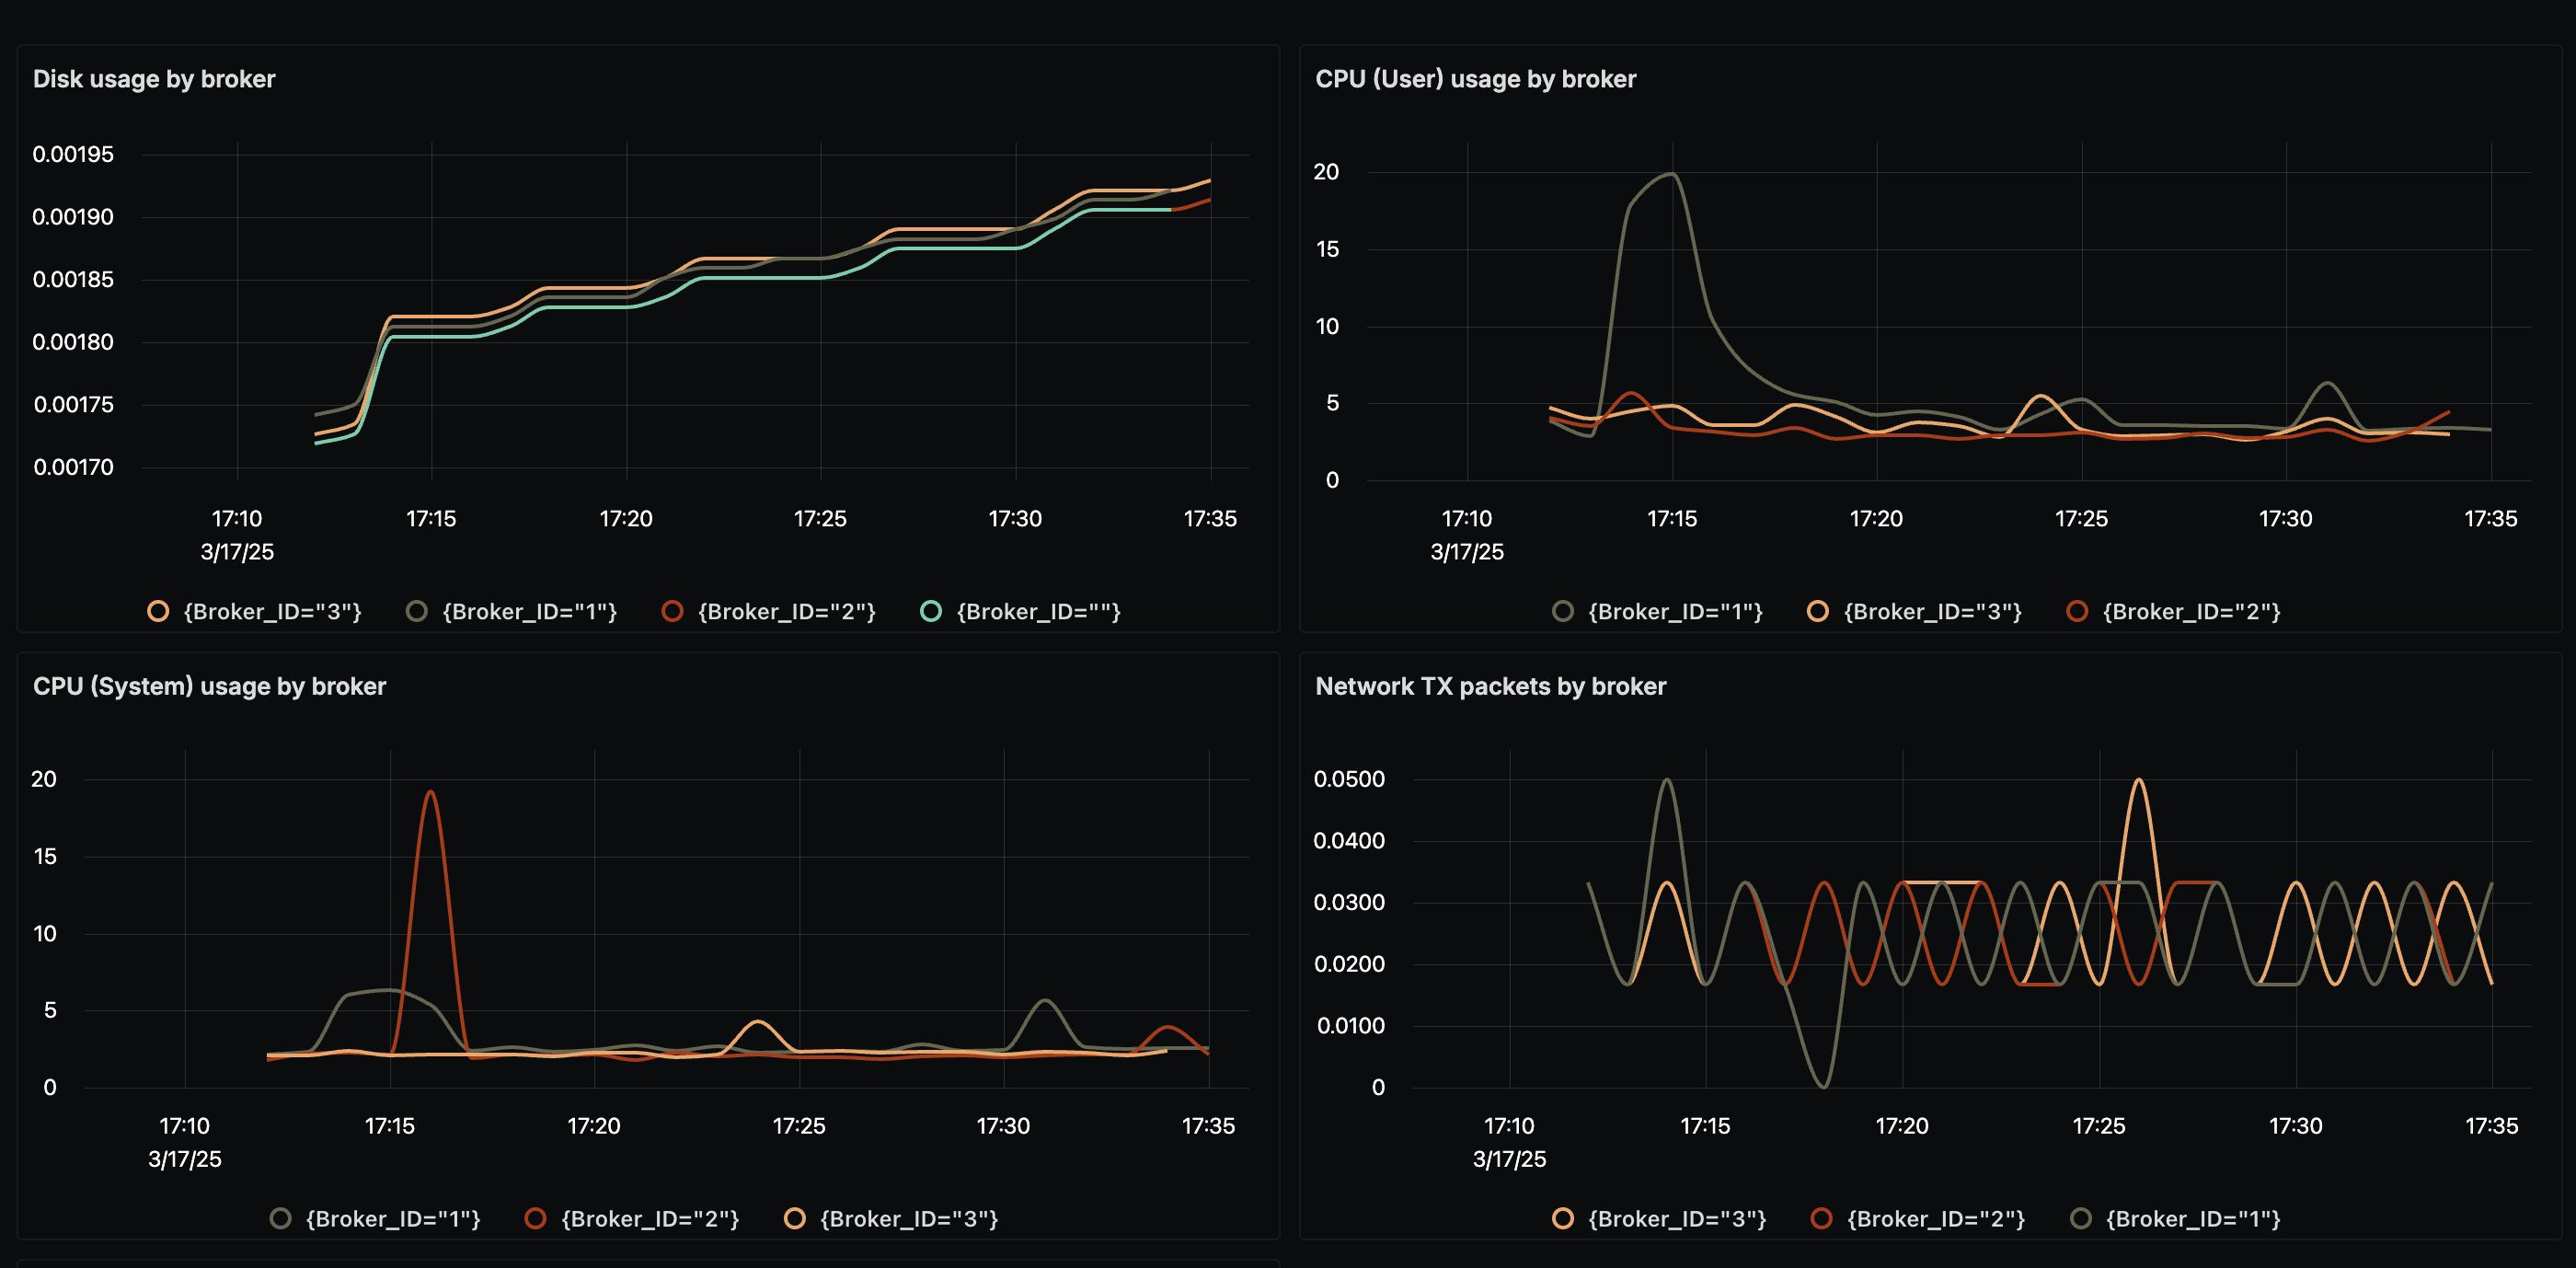 Disk usage by broker
0.00195
0.00190
0.00185
0.00180
0.00175
0.00170
17:10 17:15 17:20 17:25 17:30 17:35
3/17/25
{Broker_ID="3"} {Broker_ID="1"} {Broker_ID="2"} {Broker_ID=""}
CPU (User) usage by broker
20
15
10
5
0
17:10 17:15 17:20 17:25 17:30 17:35
3/17/25
{Broker_ID="1"} {Broker_ID="3"} {Broker_ID="2"}
CPU (System) usage by broker
20
15
10
5
0
17:10 17:15 17:20 17:25 17:30 17:35
3/17/25
{Broker_ID="1"} {Broker_ID="2"} {Broker_ID="3"}
Network TX packets by broker
0.0500
0.0400
0.0300
0.0200
0.0100
0
17:10 17:15 17:20 17:25 17:30 17:35
3/17/25
{Broker_ID="3"} {Broker_ID="2"} {Broker_ID="1"}